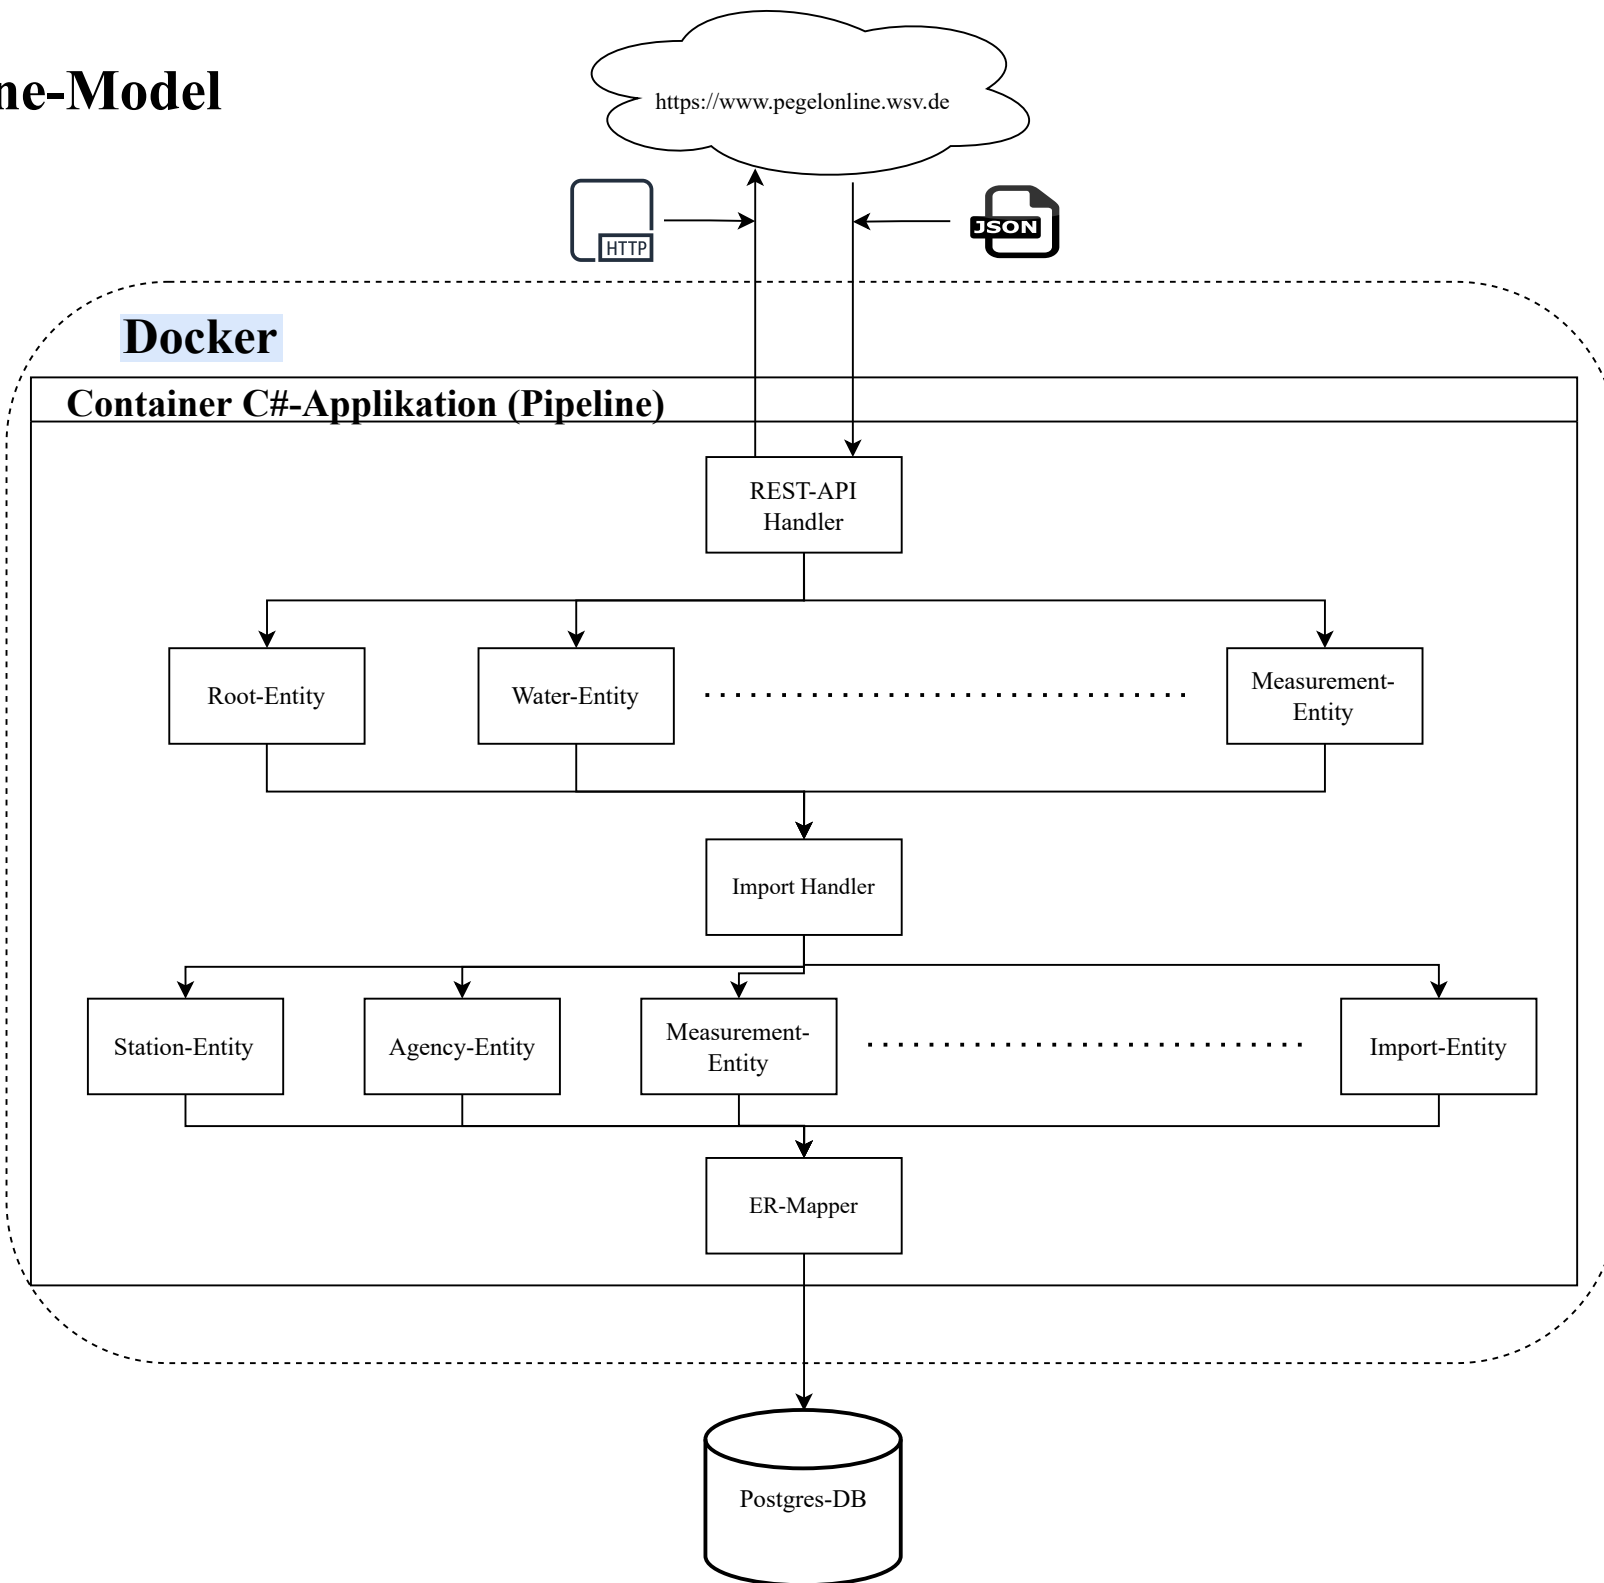 ne-Model
https://www.pegelonline.wsv.de
HTTP
JSON
Docker
Container C#-Applikation (Pipeline)
REST-API
Handler
Root-Entity
Water-Entity
Measurement-
Entity
Import Handler
Station-Entity
Agency-Entity
Measurement-
Entity
Import-Entity
ER-Mapper
Postgres-DB